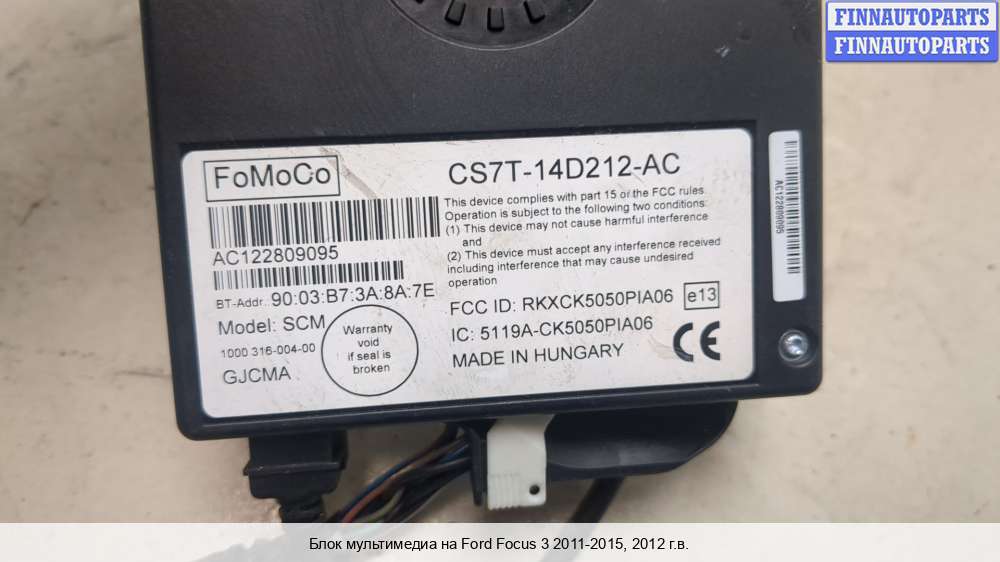 FINNAUTOPARTS
FINNAUTOPARTS
FoMoCo
CS7T-14D212-AC
This device complies with part 15 of the FCC rules
Operation is subject to the following two conditions:
(1) This device may not cause harmful interference
and
(2) This device must accept any interference received
including interference that may cause undesired
operation
AC122809095
BT-Addr.: 90:03:B7:3A:8A:7E
Model: SCM
1000 316-004-00
GJCMA
Warranty
void
if seal is
broken
FCC ID: RKXCK5050PIA06
e13
IC: 5119A-CK5050PIA06
MADE IN HUNGARY
CE
AC122809095
Блок мультимедиа на Ford Focus 3 2011-2015, 2012 г.в.